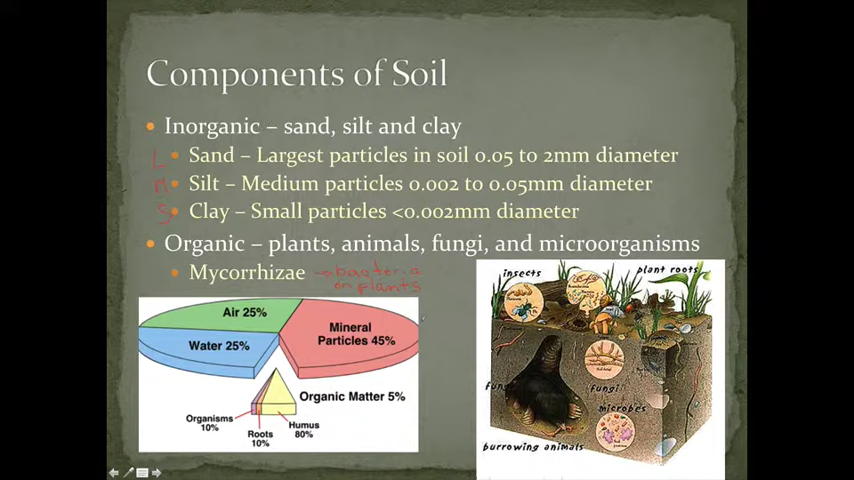 Components of Soil
Inorganic – sand, silt and clay
L Sand – Largest particles in soil 0.05 to 2mm diameter
M Silt – Medium particles 0.002 to 0.05mm diameter
S Clay – Small particles <0.002mm diameter
Organic – plants, animals, fungi, and microorganisms
Mycorrhizae → bacteria
on plants
Air 25%
Water 25%
Mineral
Particles 45%
Organic Matter 5%
Organisms
10%
Roots
10%
Humus
80%
insects
plant roots
fungi
microbes
burrowing animals